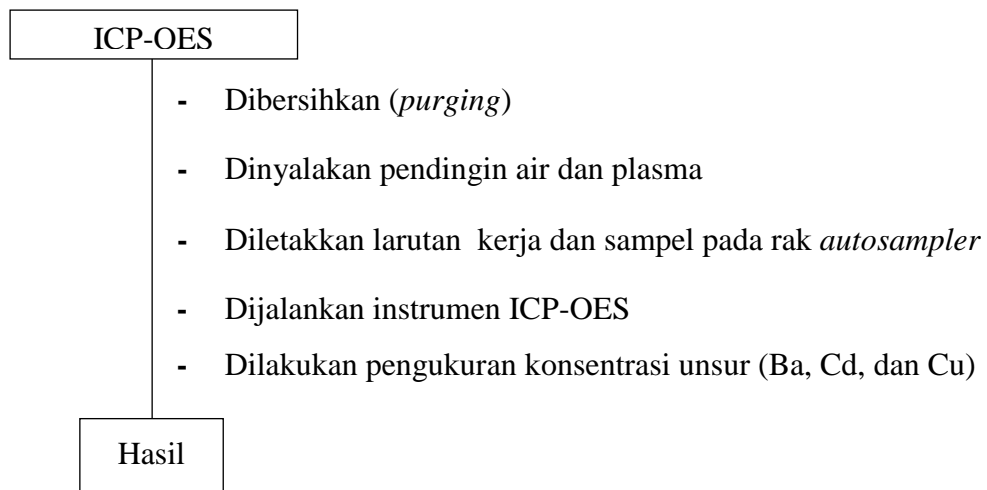 ICP-OES
- Dibersihkan (purging)
- Dinyalakan pendingin air dan plasma
- Diletakkan larutan kerja dan sampel pada rak autosampler
- Dijalankan instrumen ICP-OES
- Dilakukan pengukuran konsentrasi unsur (Ba, Cd, dan Cu)
Hasil